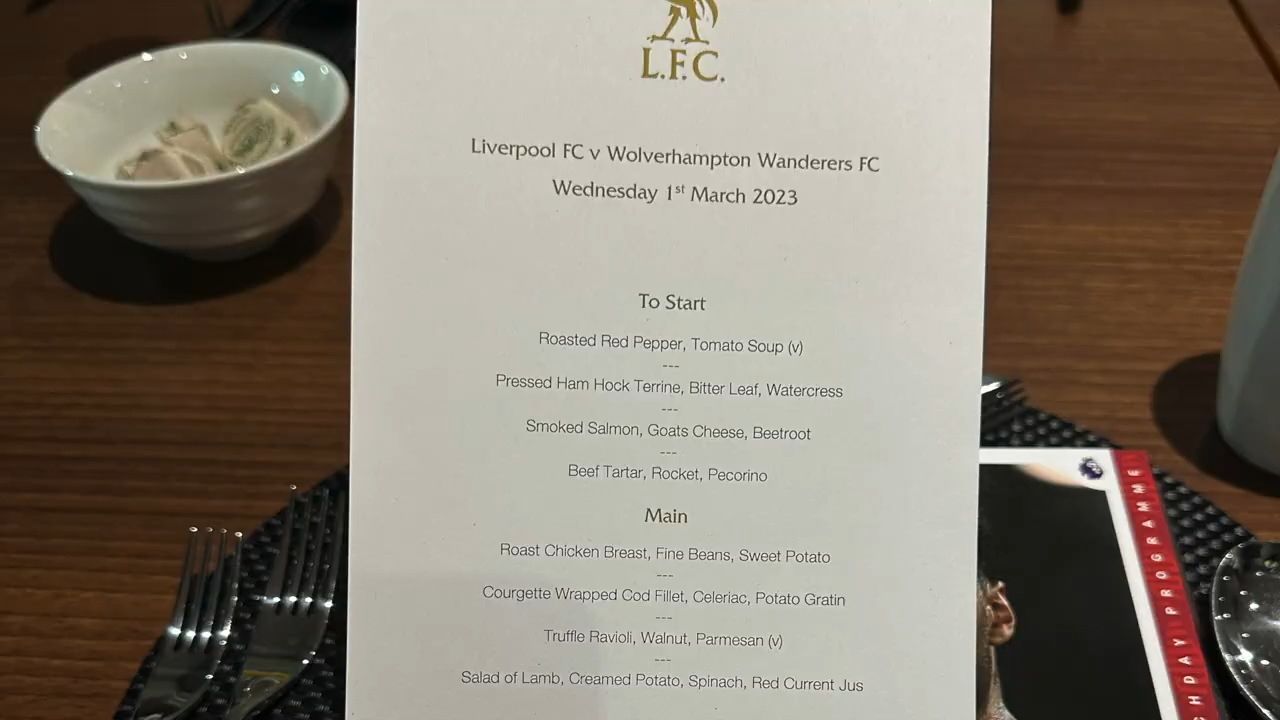 L.F.C.
Liverpool FC v Wolverhampton Wanderers FC
Wednesday 1st March 2023
To Start
Roasted Red Pepper, Tomato Soup (v)
---
Pressed Ham Hock Terrine, Bitter Leaf, Watercress
---
Smoked Salmon, Goats Cheese, Beetroot
---
Beef Tartar, Rocket, Pecorino
Main
Roast Chicken Breast, Fine Beans, Sweet Potato
---
Courgette Wrapped Cod Fillet, Celeriac, Potato Gratin
---
Truffle Ravioli, Walnut, Parmesan (v)
---
Salad of Lamb, Creamed Potato, Spinach, Red Current Jus
HDAY PROGRAMME